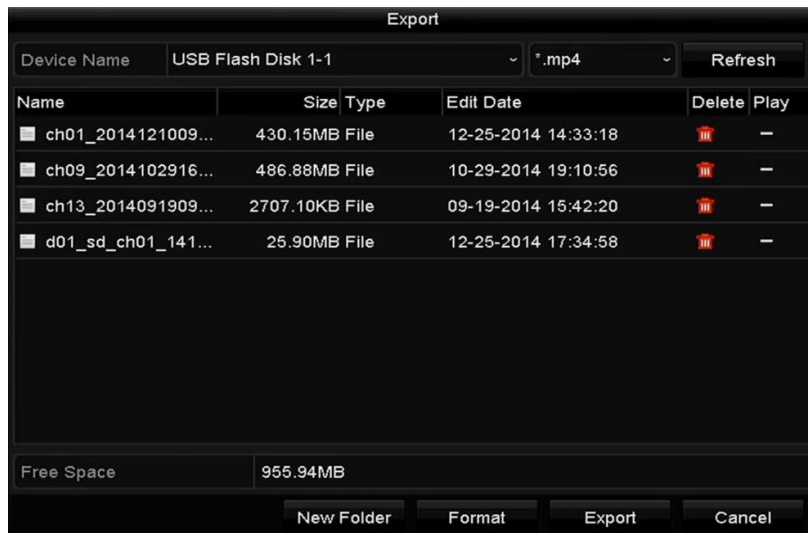 Export
Device Name USB Flash Disk 1-1 *.mp4 Refresh
Name Size Type Edit Date Delete Play
ch01_2014121009... 430.15MB File 12-25-2014 14:33:18
ch09_2014102916... 486.88MB File 10-29-2014 19:10:56
ch13_2014091909... 2707.10KB File 09-19-2014 15:42:20
d01_sd_ch01_141... 25.90MB File 12-25-2014 17:34:58
Free Space 955.94MB
New Folder Format Export Cancel